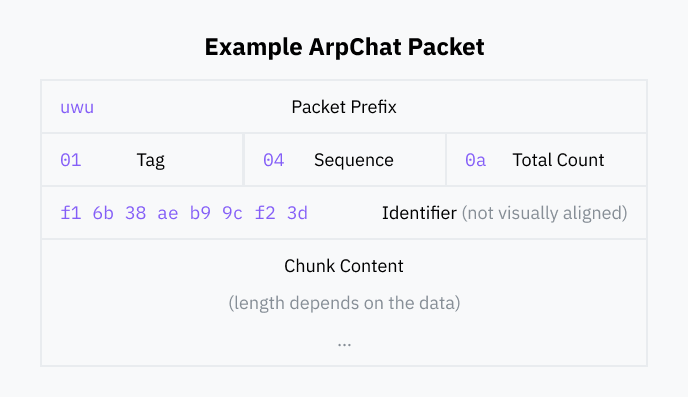 Example ArpChat Packet
uwu Packet Prefix
01 Tag 04 Sequence 0a Total Count
f1 6b 38 ae b9 9c f2 3d Identifier (not visually aligned)
Chunk Content
(length depends on the data)
...